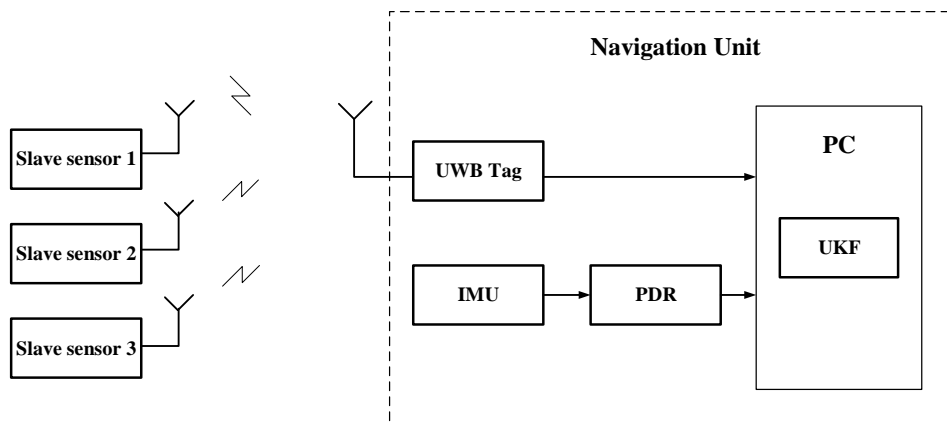 Navigation Unit
Slave sensor 1
Slave sensor 2
Slave sensor 3
UWB Tag
IMU
PDR
PC
UKF